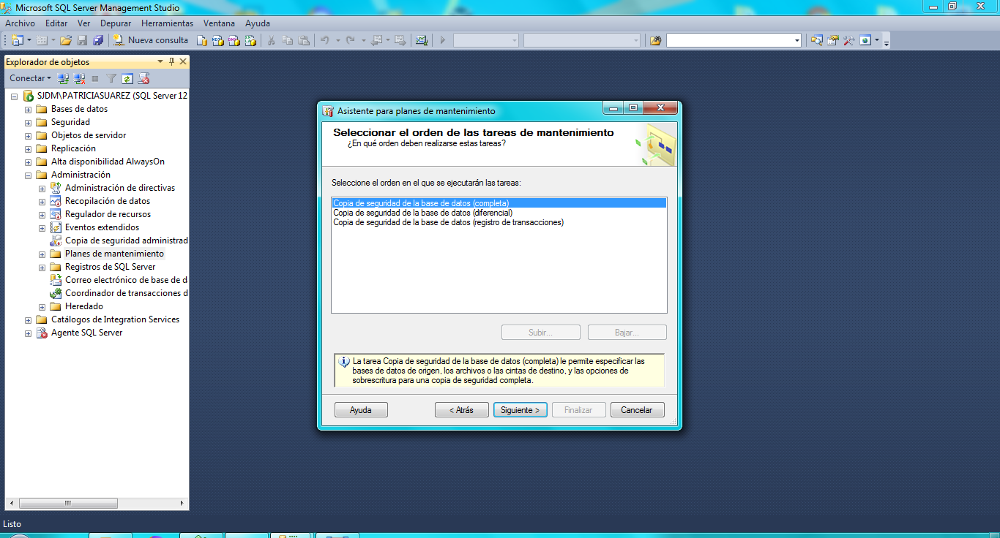 Microsoft SQL Server Management Studio
Archivo Editar Ver Depurar Herramientas Ventana Ayuda
Nueva consulta
Explorador de objetos
Conectar
SJDM\PATRICIASUAREZ (SQL Server 12
Bases de datos
Seguridad
Objetos de servidor
Replicación
Alta disponibilidad AlwaysOn
Administración
Administración de directivas
Recopilación de datos
Regulador de recursos
Eventos extendidos
Copia de seguridad administrad
Planes de mantenimiento
Registros de SQL Server
Correo electrónico de base de d
Coordinador de transacciones d
Heredado
Catálogos de Integration Services
Agente SQL Server
Listo
Asistente para planes de mantenimiento
Seleccionar el orden de las tareas de mantenimiento
¿En qué orden deben realizarse estas tareas?
Seleccione el orden en el que se ejecutarán las tareas:
Copia de seguridad de la base de datos (completa)
Copia de seguridad de la base de datos (diferencial)
Copia de seguridad de la base de datos (registro de transacciones)
Subir... Bajar...
La tarea Copia de seguridad de la base de datos (completa) le permite especificar las
bases de datos de origen, los archivos o las cintas de destino, y las opciones de
sobrescritura para una copia de seguridad completa.
Ayuda < Atrás Siguiente > Finalizar Cancelar